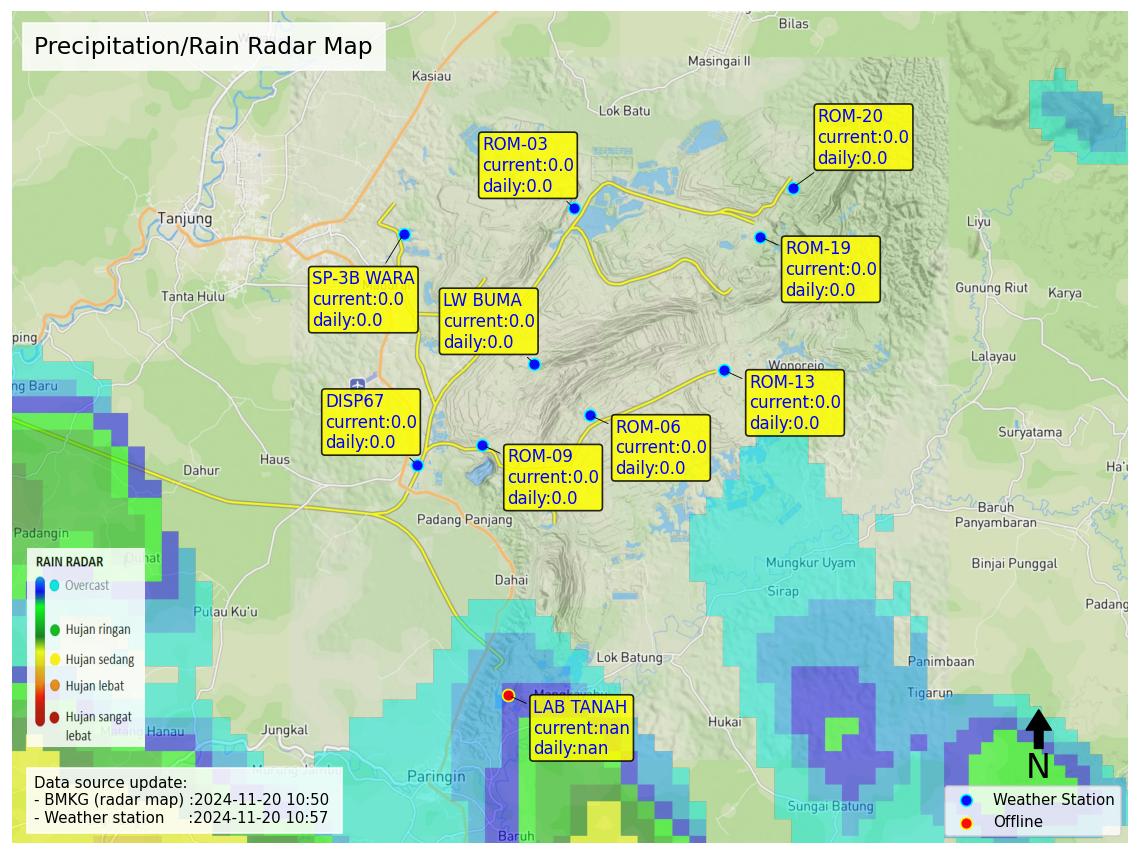 Precipitation/Rain Radar Map
Bilas
Masingai II
Kasiau
Lok Batu
ROM-20
current:0.0
daily:0.0
ROM-03
current:0.0
daily:0.0
Tanjung
Liyu
ROM-19
current:0.0
daily:0.0
SP-3B WARA
current:0.0
daily:0.0
Tanta Hulu
LW BUMA
current:0.0
daily:0.0
Gunung Riut
Karya
ping
Lalayau
Wonorejo
ng Baru
ROM-13
current:0.0
daily:0.0
DISP67
current:0.0
daily:0.0
ROM-06
current:0.0
daily:0.0
Suryatama
Haus
Dahur
ROM-09
current:0.0
daily:0.0
Ha'u
Baruh
Panyambaran
Padang Panjang
Padangin
Mungkur Uyam
Binjai Punggal
RAIN RADAR
Overcast
Hujan ringan
Hujan sedang
Hujan lebat
Hujan sangat
lebat
Dahai
Sirap
Padang
Pulau Ku'u
Lok Batung
Panimbaan
Tigarun
LAB TANAH
current:nan
daily:nan
Hukai
Jungkal
Manau
Paringin
Sungai Batung
Baruh
N
Data source update:
- BMKG (radar map) :2024-11-20 10:50
- Weather station :2024-11-20 10:57
Weather Station
Offline